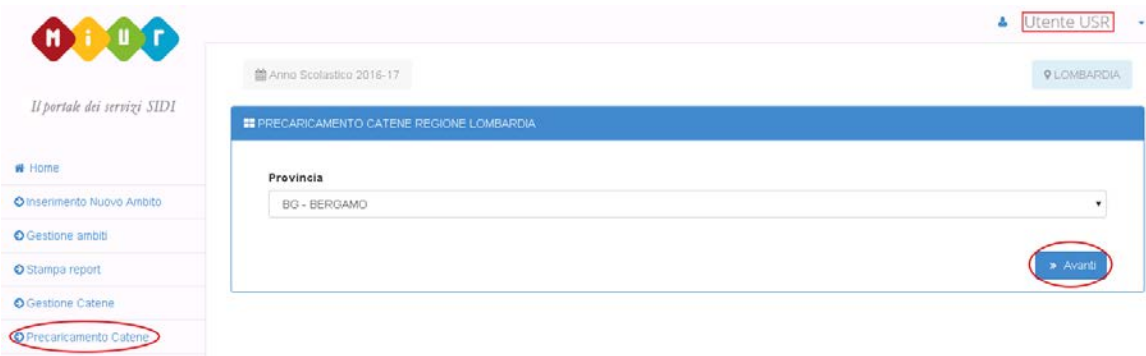 miur
Utente USR
Anno Scolastico 2016-17
LOMBARDIA
Il portale dei servizi SIDI
PRECARICAMENTO CATENE REGIONE LOMBARDIA
Home
Provincia
Inserimento Nuovo Ambito
BG - BERGAMO
Gestione ambiti
Stampa report
» Avanti
Gestione Catene
Precaricamento Catene